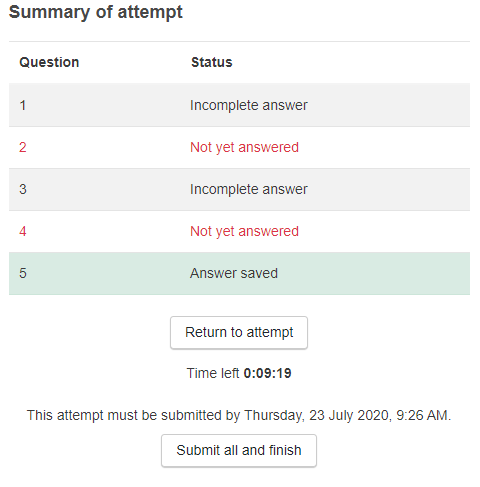 Summary of attempt
Question Status
1 Incomplete answer
2 Not yet answered
3 Incomplete answer
4 Not yet answered
5 Answer saved
Return to attempt
Time left 0:09:19
This attempt must be submitted by Thursday, 23 July 2020, 9:26 AM.
Submit all and finish